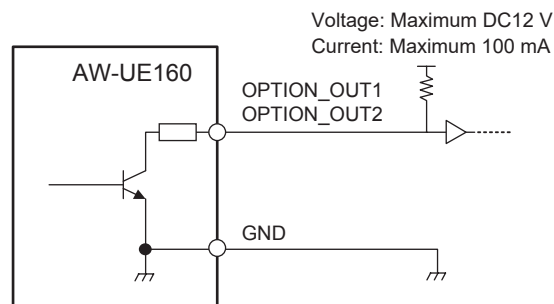 Voltage: Maximum DC12 V
Current: Maximum 100 mA
AW-UE160
OPTION_OUT1
OPTION_OUT2
GND